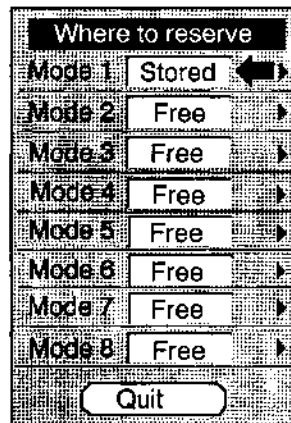 Where to reserve
Mode 1 Stored
Mode 2 Free
Mode 3 Free
Mode 4 Free
Mode 5 Free
Mode 6 Free
Mode 7 Free
Mode 8 Free
Quit